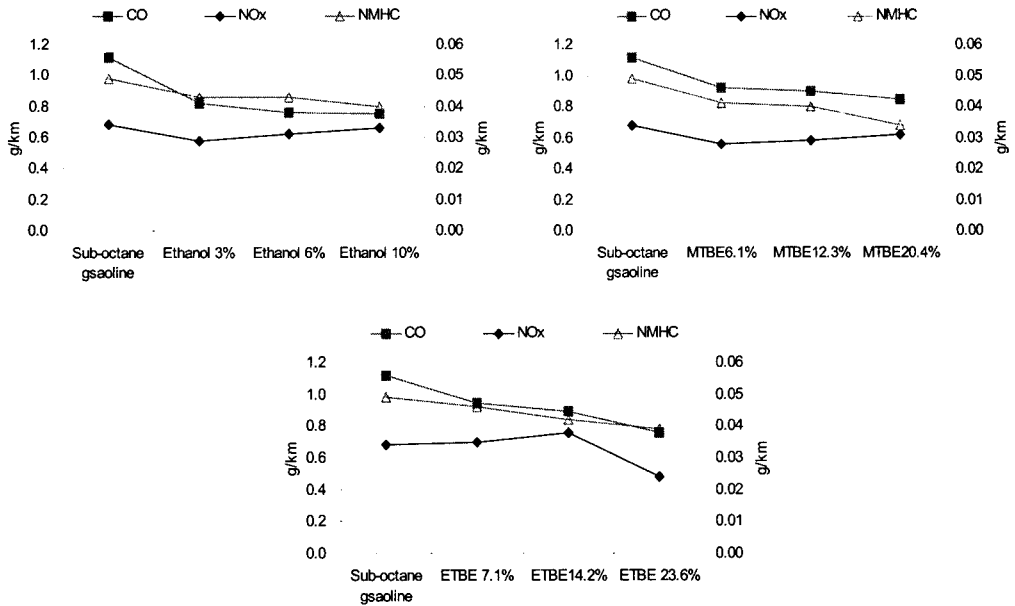 CO NOx NMHC
1.2 0.06
1.0 0.05
0.8 0.04
0.6 0.03
0.4 0.02
0.2 0.01
0.0 0.00
g/km
g/km
Sub-octane gsaoline Ethanol 3% Ethanol 6% Ethanol 10%
CO NOx NMHC
1.2 0.06
1.0 0.05
0.8 0.04
0.6 0.03
0.4 0.02
0.2 0.01
0.0 0.00
g/km
g/km
Sub-octane gsaoline MTBE6.1% MTBE12.3% MTBE20.4%
CO NOx NMHC
1.2 0.06
1.0 0.05
0.8 0.04
0.6 0.03
0.4 0.02
0.2 0.01
0.0 0.00
g/km
g/km
Sub-octane gsaoline ETBE 7.1% ETBE14.2% ETBE 23.6%